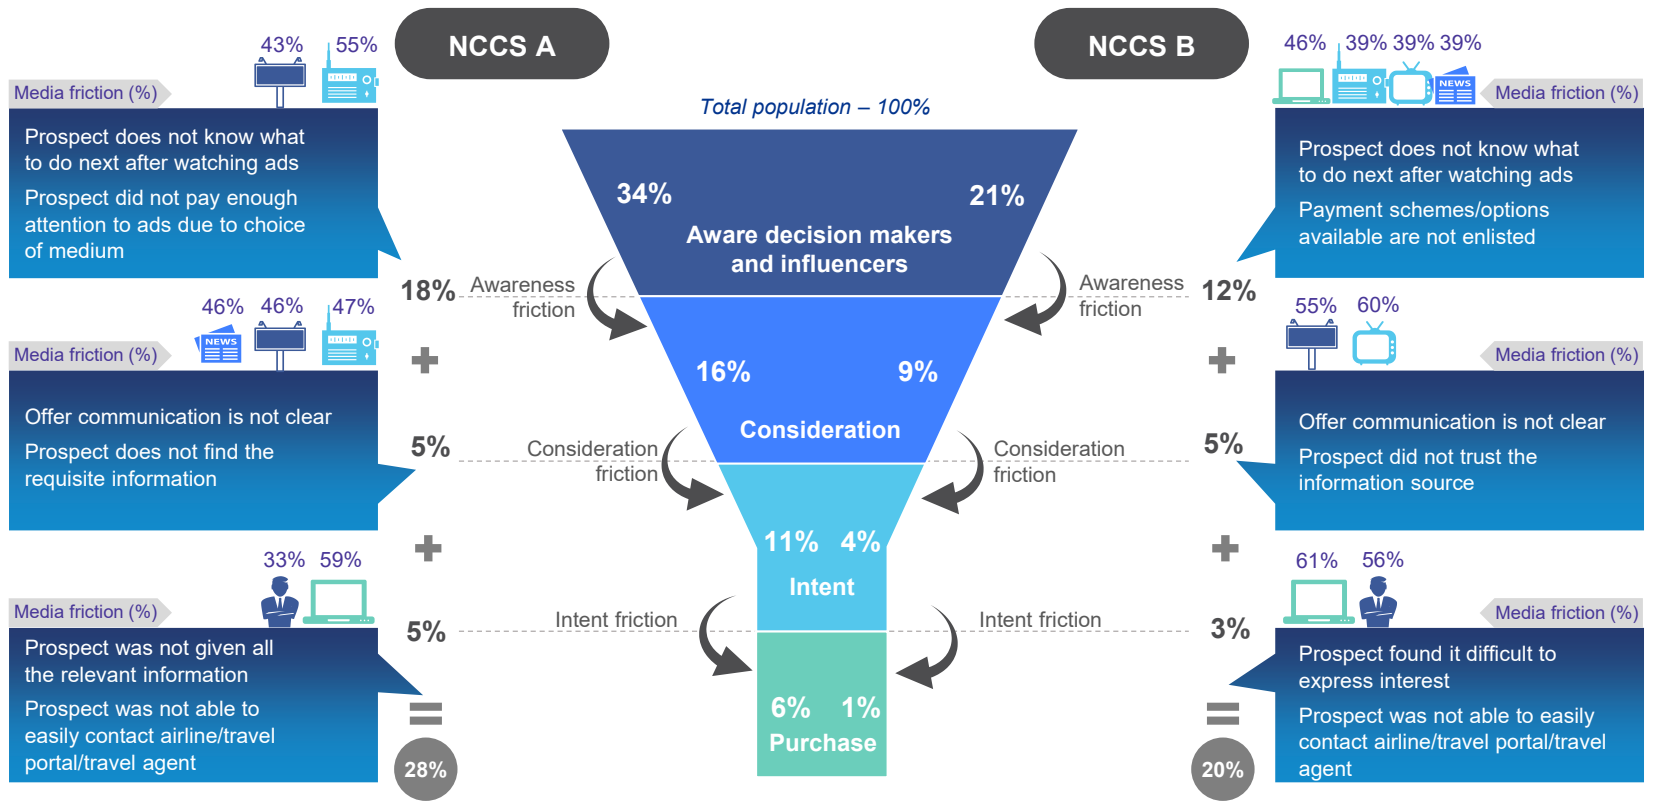 NCCS A
NCCS B
43% 55%
46% 39% 39% 39%
NEWS
Media friction (%)
Media friction (%)
Total population – 100%
Prospect does not know what
to do next after watching ads
Prospect did not pay enough
attention to ads due to choice
of medium
Prospect does not know what
to do next after watching ads
Payment schemes/options
available are not enlisted
34%
21%
Aware decision makers
and influencers
18%
Awareness
friction
Awareness
friction
12%
46% 46% 47%
55% 60%
NEWS
Media friction (%)
Media friction (%)
16%
9%
Consideration
Offer communication is not clear
Prospect does not find the
requisite information
Offer communication is not clear
Prospect did not trust the
information source
5%
Consideration
friction
Consideration
friction
5%
11% 4%
Intent
33% 59%
61% 56%
Media friction (%)
Media friction (%)
5%
Intent friction
Intent friction
3%
Prospect was not given all
the relevant information
Prospect was not able to
easily contact airline/travel
portal/travel agent
Prospect found it difficult to
express interest
Prospect was not able to easily
contact airline/travel portal/travel
agent
6% 1%
Purchase
28%
20%